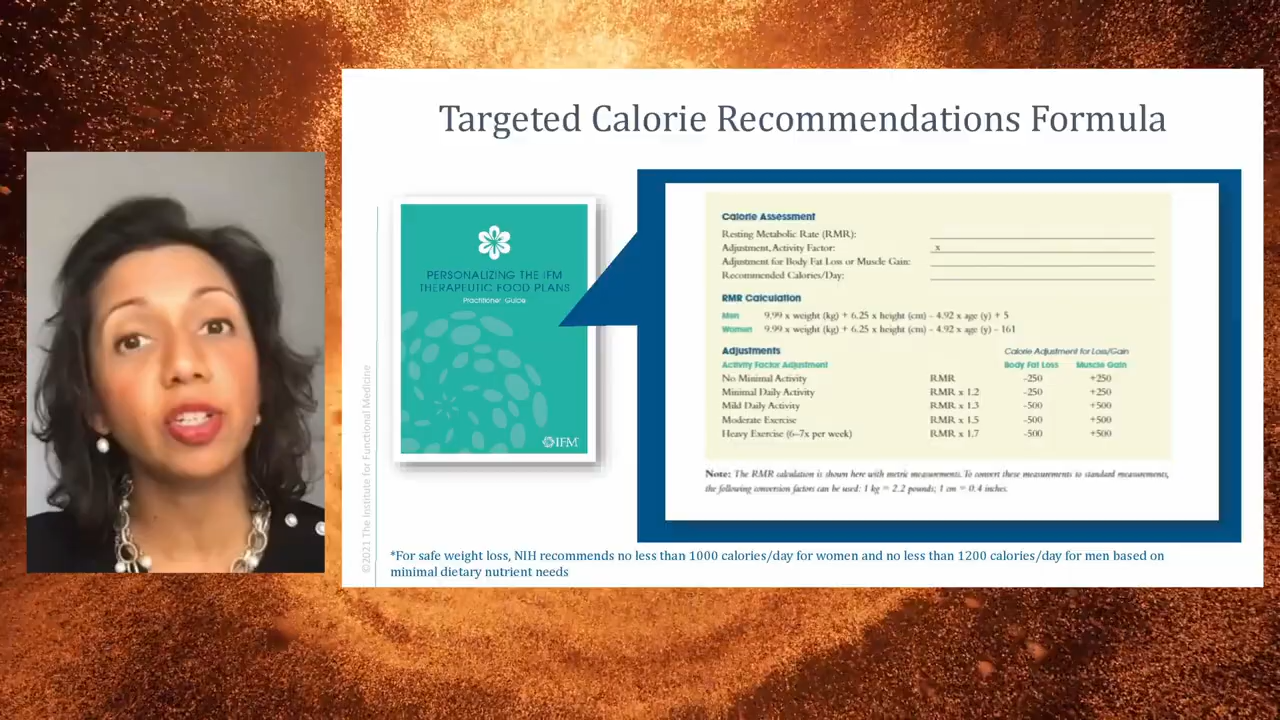 Targeted Calorie Recommendations Formula
PERSONALIZING THE IFM
THERAPEUTIC FOOD PLANS
Practitioner Guide
IFM
Calorie Assessment
Resting Metabolic Rate (RMR):
Adjustment, Activity Factor: x
Adjustment for Body Fat Loss or Muscle Gain:
Recommended Calories/Day:
RMR Calculation
Men 9.99 x weight (kg) + 6.25 x height (cm) – 4.92 x age (y) + 5
Women 9.99 x weight (kg) + 6.25 x height (cm) – 4.92 x age (y) – 161
Adjustments Calorie Adjustment for Loss/Gain
Activity Factor Adjustment Body Fat Loss Muscle Gain
No Minimal Activity RMR -250 +250
Minimal Daily Activity RMR x 1.2 -250 +250
Mild Daily Activity RMR x 1.3 -500 +500
Moderate Exercise RMR x 1.5 -500 +500
Heavy Exercise (6–7x per week) RMR x 1.7 -500 +500
Note: The RMR calculation is shown here with metric measurements. To convert these measurements to standard measurements,
the following conversion factors can be used: 1 kg = 2.2 pounds; 1 cm = 0.4 inches.
©2021 The Institute for Functional Medicine
*For safe weight loss, NIH recommends no less than 1000 calories/day for women and no less than 1200 calories/day for men based on
minimal dietary nutrient needs